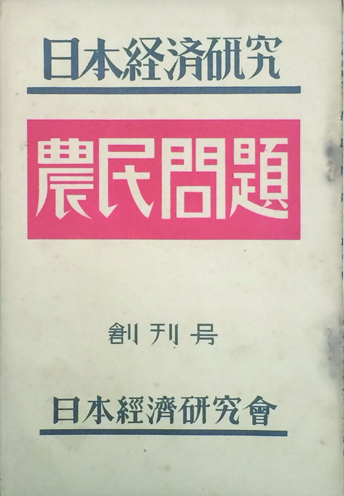 日本経済研究
農民問題
創刊号
日本經濟研究會